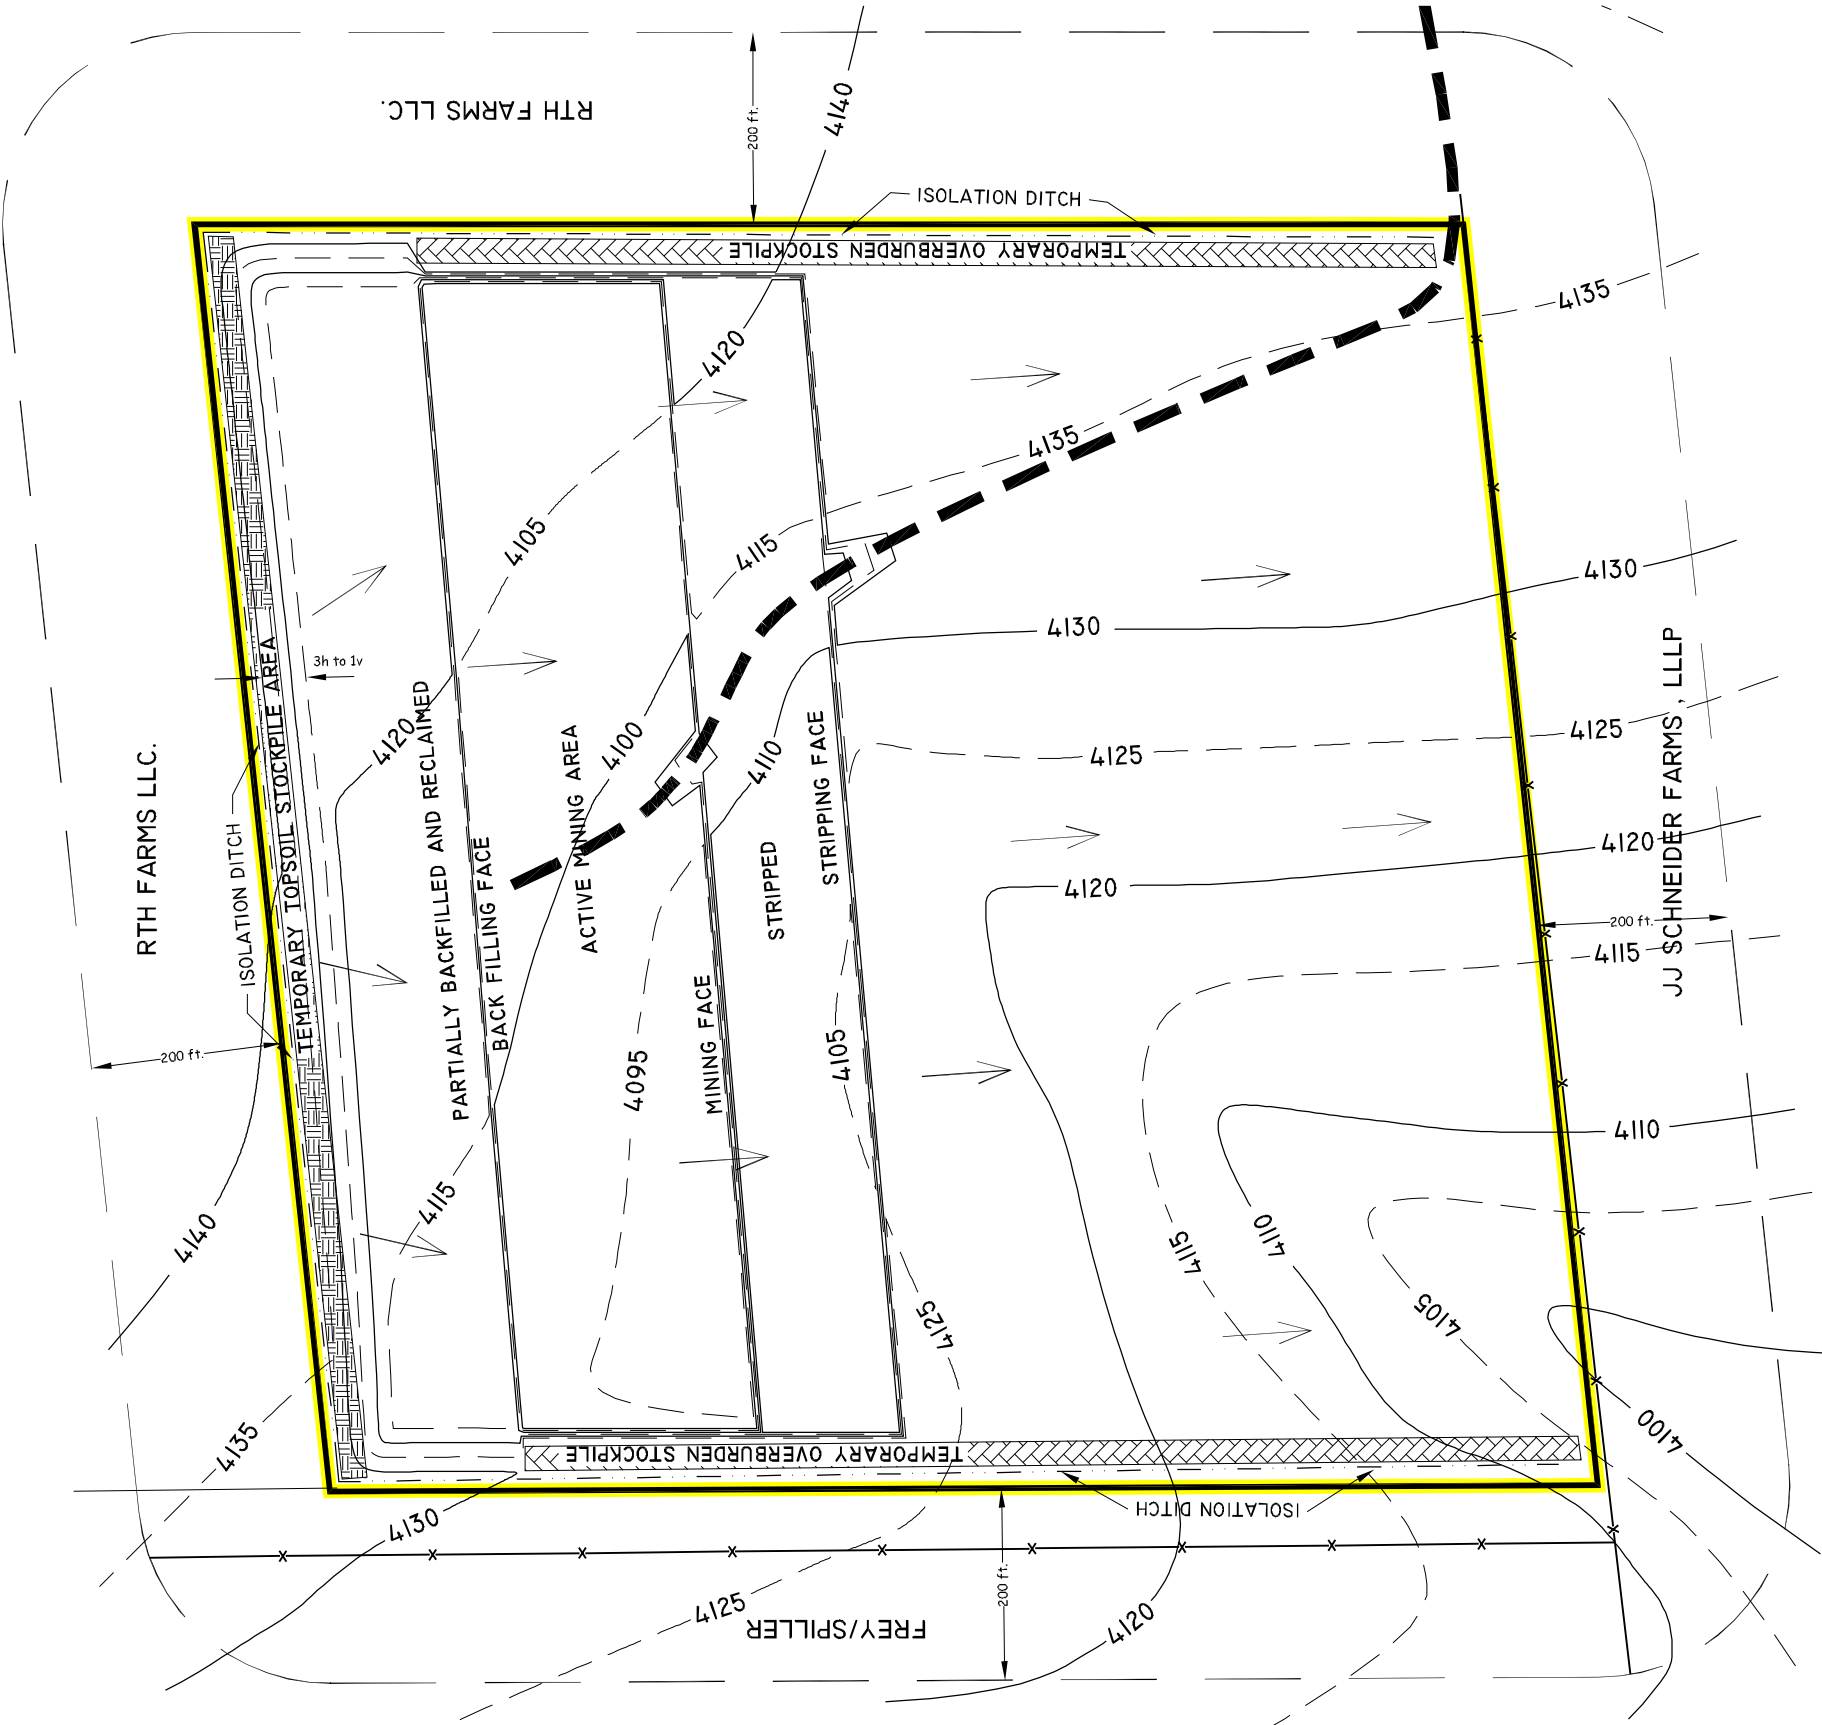 RTH FARMS LLC.
4140
200 ft.
ISOLATION DITCH
TEMPORARY OVERBURDEN STOCKPILE
4135
4120
4135
4105
4115
4130
4130
3h to 1v
TEMPORARY TOPSOIL STOCKPILE AREA
4120
PARTIALLY BACKFILLED AND RECLAIMED
BACK FILLING FACE
ACTIVE MINING AREA
4100
4110
STRIPPING FACE
STRIPPED
MINING FACE
4125
4125
JJ SCHNEIDER FARMS, LLLP
RTH FARMS LLC.
ISOLATION DITCH
4120
4120
200 ft.
4115
200 ft.
4095
4105
4110
4140
4115
4115
4110
4105
4125
4100
4135
TEMPORARY OVERBURDEN STOCKPILE
ISOLATION DITCH
4130
200 ft.
4125
FREY/SPILLER
4120